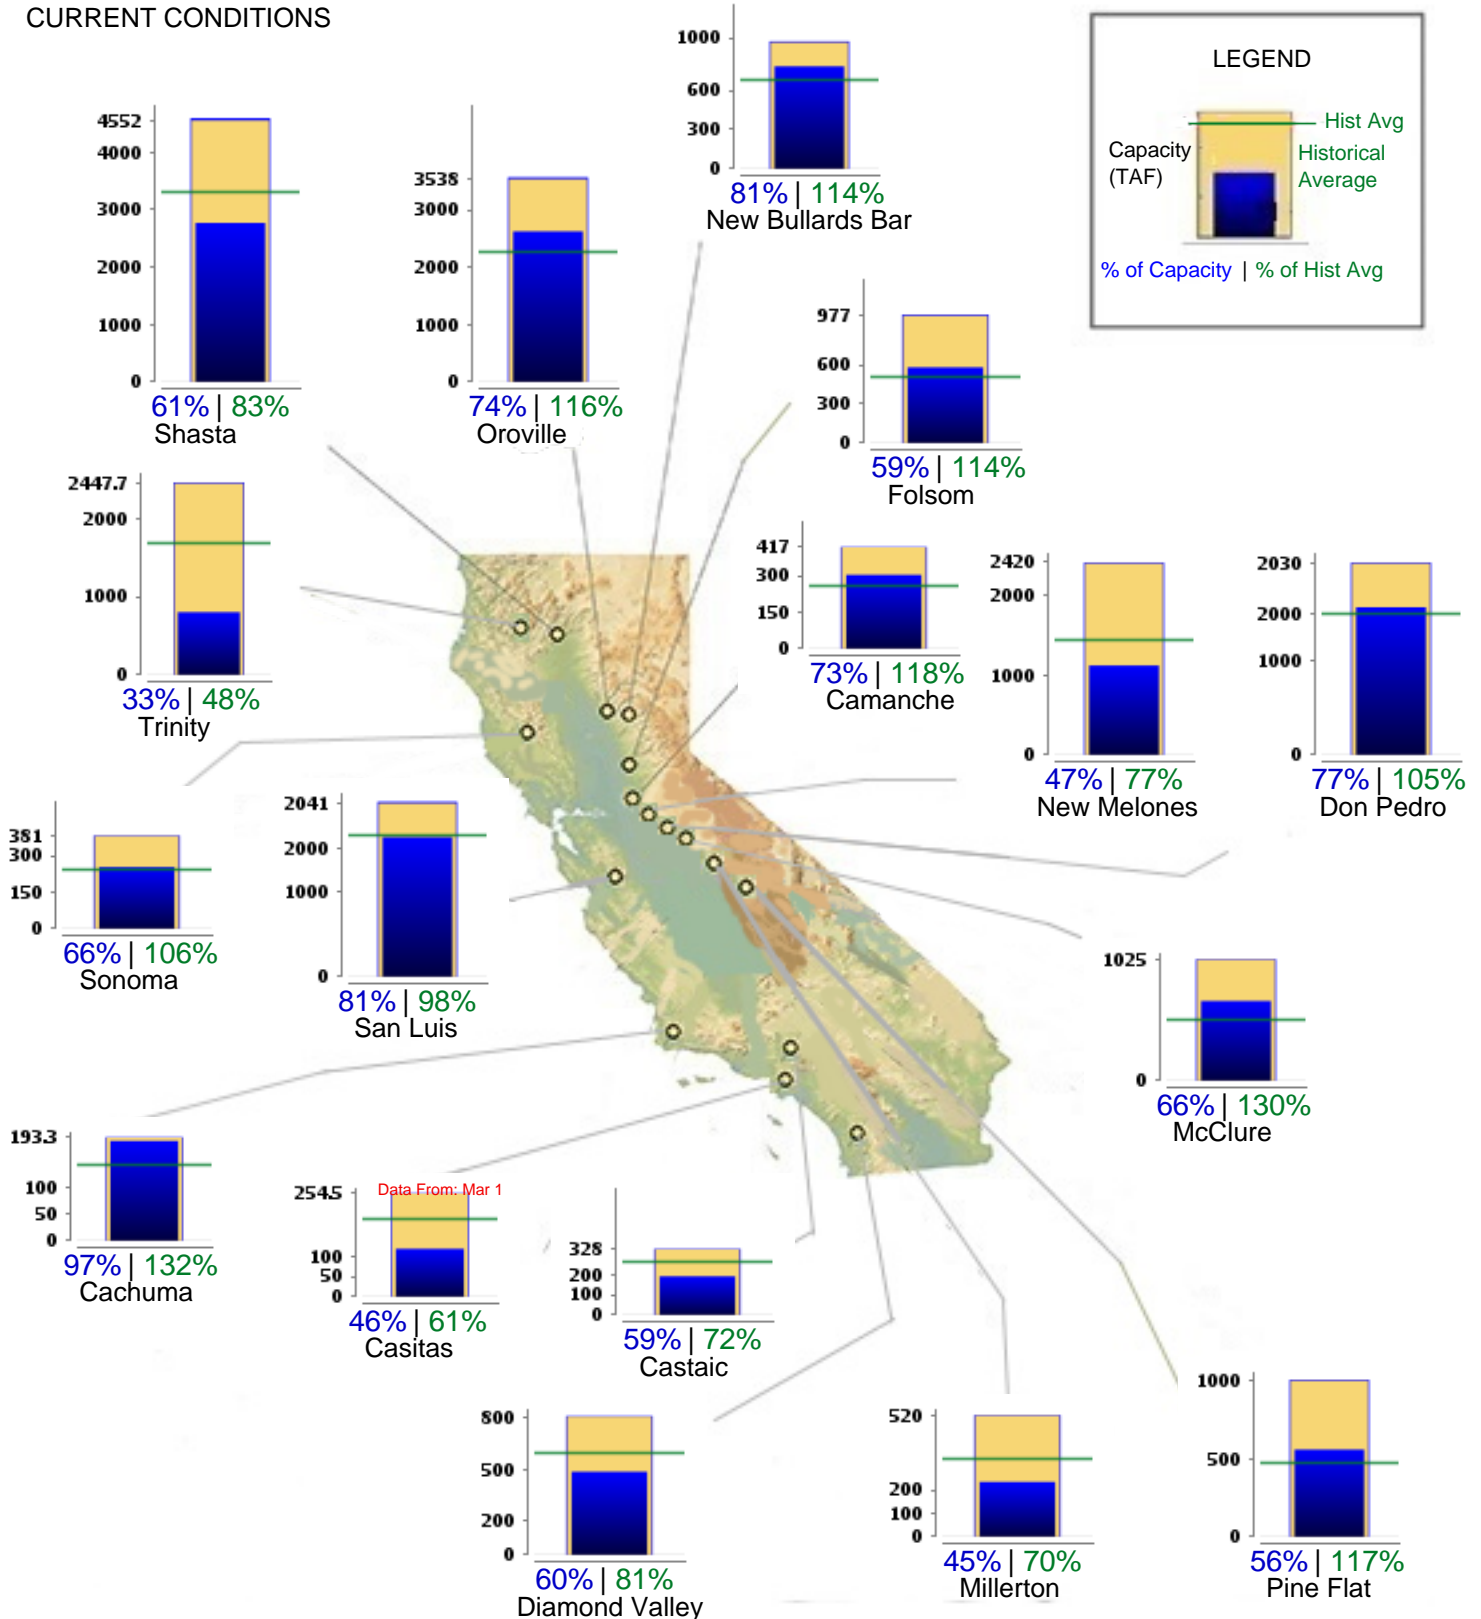 CURRENT CONDITIONS
1000
600
300
0
81% | 114%
New Bullards Bar
LEGEND
Hist Avg
Capacity
(TAF)
Historical
Average
% of Capacity | % of Hist Avg
4552
4000
3000
2000
1000
0
61% | 83%
Shasta
3538
3000
2000
1000
0
74% | 116%
Oroville
977
600
300
0
59% | 114%
Folsom
2447.7
2000
1000
0
33% | 48%
Trinity
417
300
150
0
73% | 118%
Camanche
2420
2000
1000
0
47% | 77%
New Melones
2030
2000
1000
0
77% | 105%
Don Pedro
381
300
150
0
66% | 106%
Sonoma
2041
2000
1000
0
81% | 98%
San Luis
1025
0
66% | 130%
McClure
193.3
100
50
0
97% | 132%
Cachuma
Data From: Mar 1
254.5
100
50
0
46% | 61%
Casitas
328
200
100
0
59% | 72%
Castaic
800
500
200
0
60% | 81%
Diamond Valley
520
200
100
0
45% | 70%
Millerton
1000
500
0
56% | 117%
Pine Flat